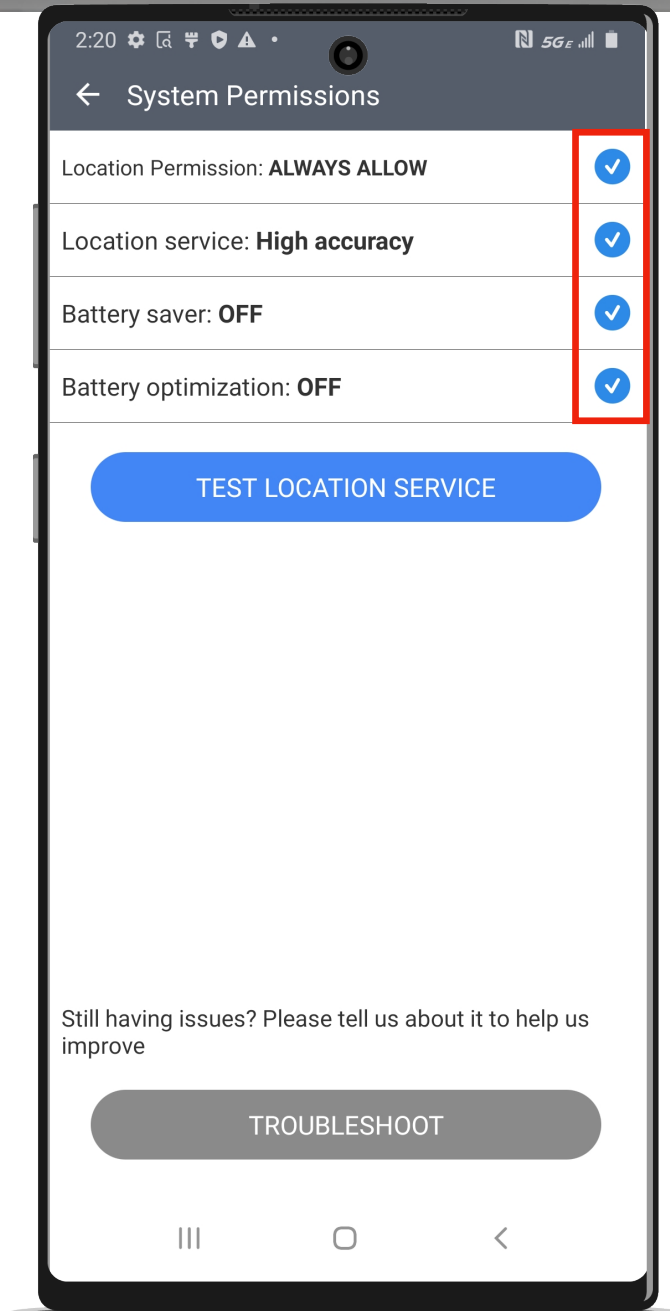 2:20 5GE
System Permissions
Location Permission: ALWAYS ALLOW
Location service: High accuracy
Battery saver: OFF
Battery optimization: OFF
TEST LOCATION SERVICE
Still having issues? Please tell us about it to help us
improve
TROUBLESHOOT